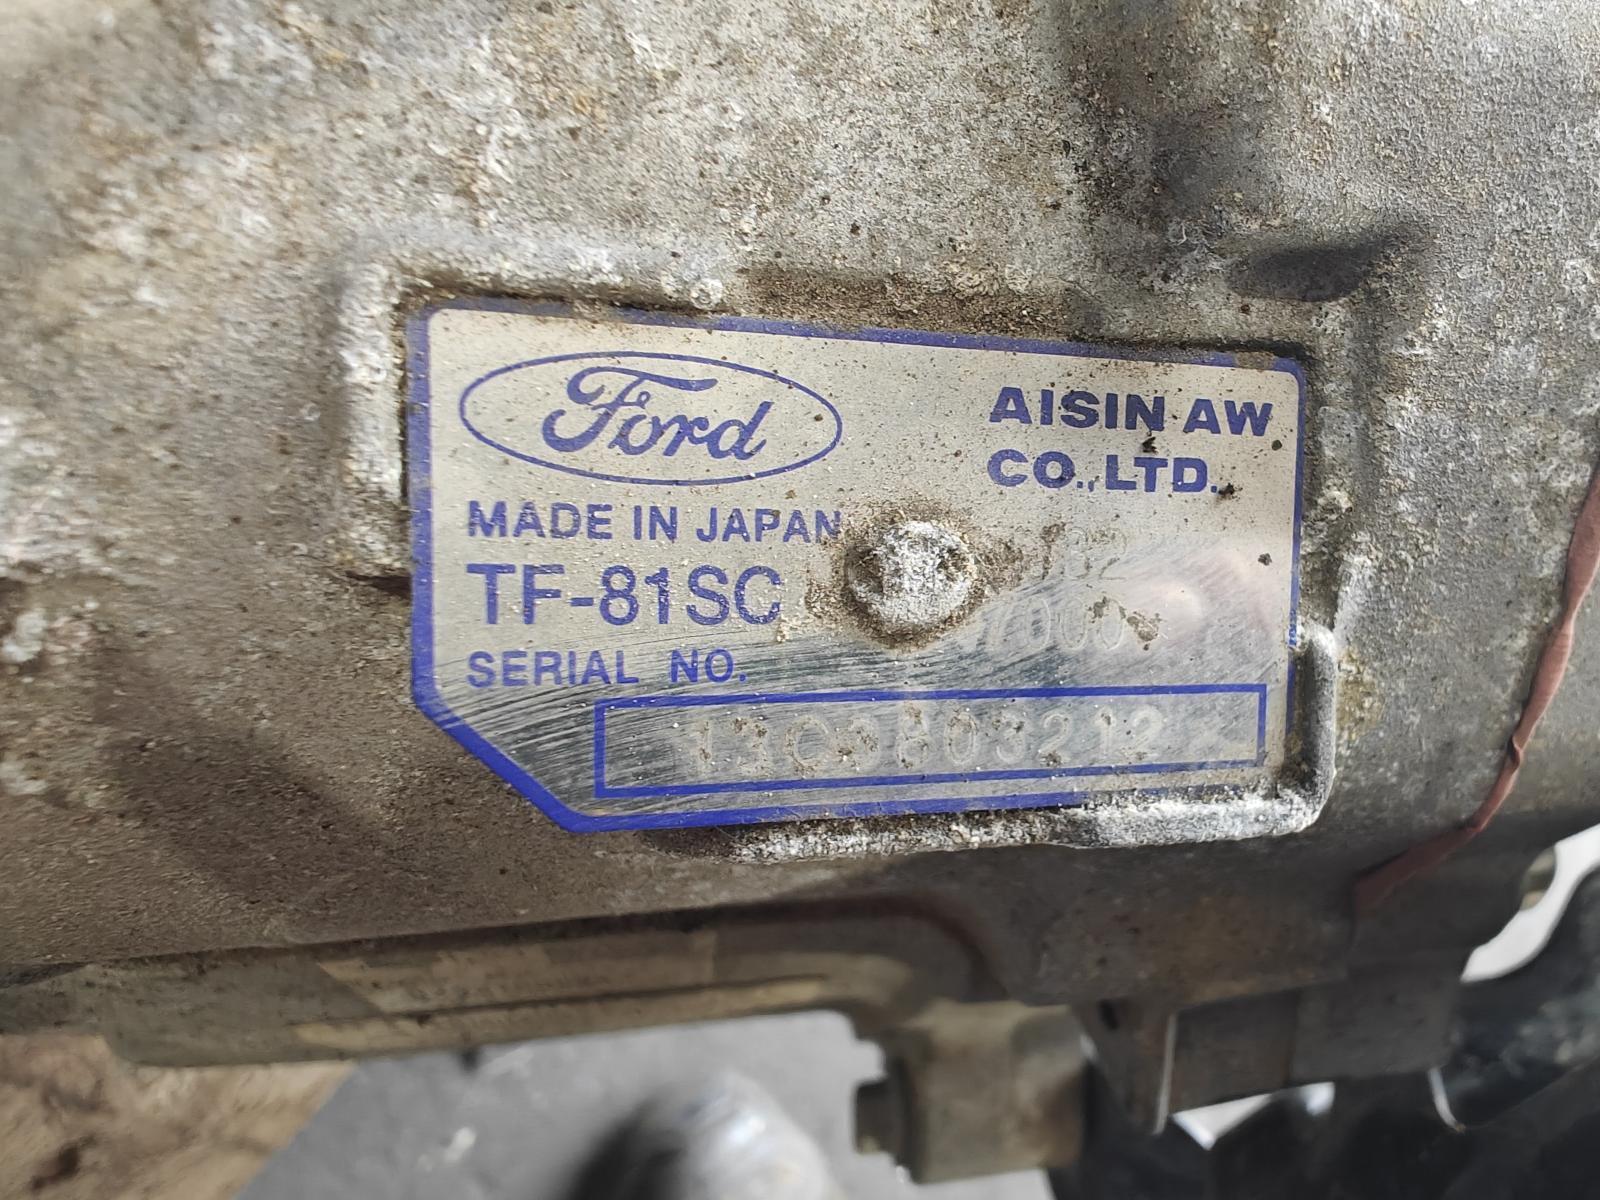 Ford
AISIN AW
CO.,LTD.
MADE IN JAPAN
TF-81SC
SERIAL NO.